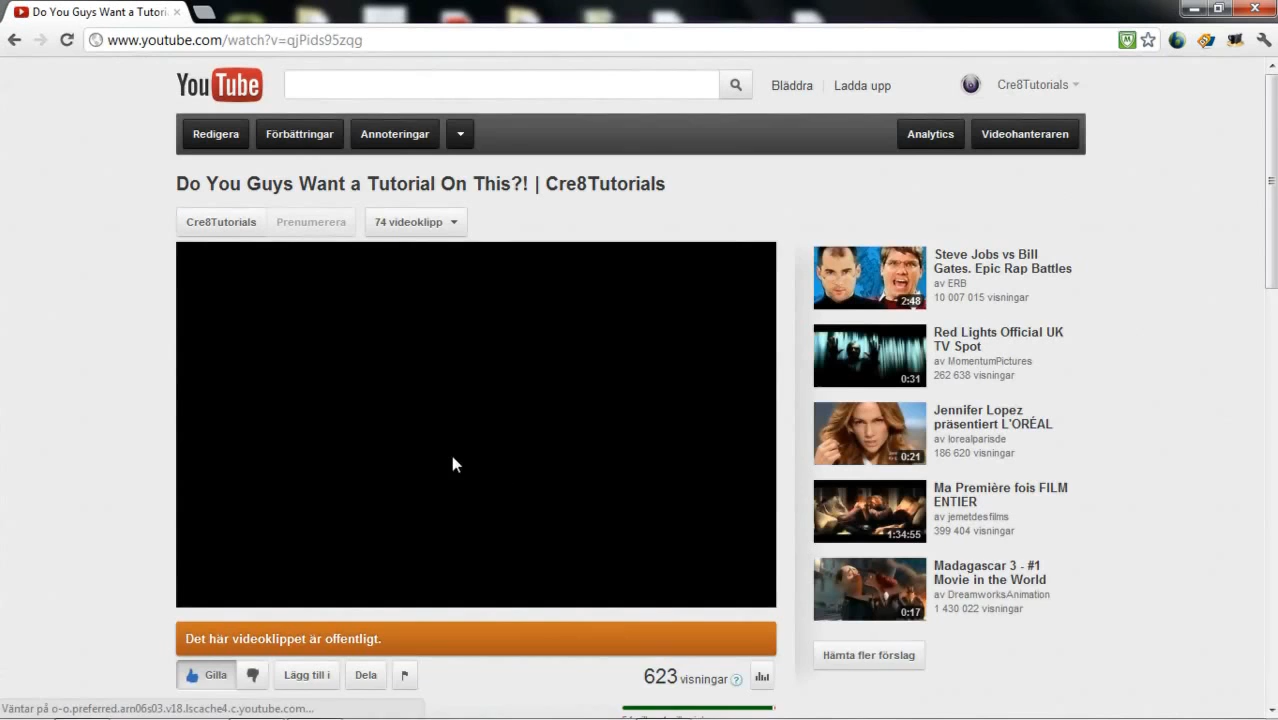 Do You Guys Want a Tutori
www.youtube.com/watch?v=qjPids95zqg
YouTube
Bläddra
Ladda upp
Cre8Tutorials
Redigera
Förbättringar
Annoteringar
Analytics
Videohanteraren
Do You Guys Want a Tutorial On This?! | Cre8Tutorials
Cre8Tutorials
Prenumerera
74 videoklipp
Steve Jobs vs Bill
Gates. Epic Rap Battles
av ERB
10 007 015 visningar
2:48
Red Lights Official UK
TV Spot
av MomentumPictures
262 638 visningar
0:31
Jennifer Lopez
präsentiert L'ORÉAL
av lorealparisde
186 620 visningar
0:21
Ma Première fois FILM
ENTIER
av jemetdesfilms
399 404 visningar
1:34:55
Madagascar 3 - #1
Movie in the World
av DreamworksAnimation
1 430 022 visningar
0:17
Hämta fler förslag
Det här videoklippet är offentligt.
Gilla
Lägg till i
Dela
623 visningar
?
Väntar på o-o.preferred.arn06s03.v18.lscache4.c.youtube.com...